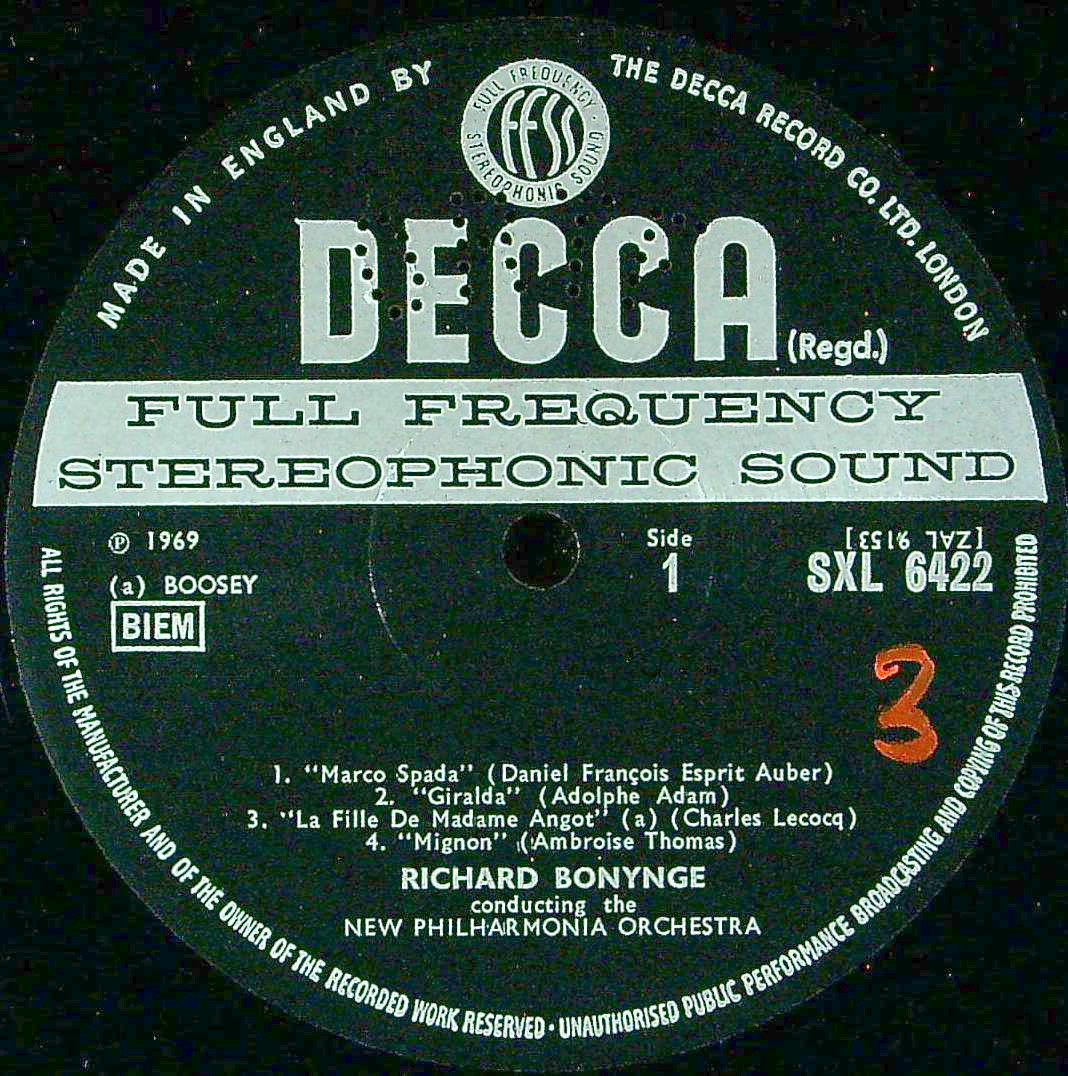 MADE IN ENGLAND BY
THE DECCA RECORD CO. LTD. LONDON
FULL FREQUENCY · STEREOPHONIC SOUND
FFSS
DECCA (Regd.)
FULL FREQUENCY
STEREOPHONIC SOUND
℗ 1969
(a) BOOSEY
BIEM
Side
1
[ZAL 9153]
SXL 6422
3
1. “Marco Spada” (Daniel François Esprit Auber)
2. “Giralda” (Adolphe Adam)
3. “La Fille De Madame Angot” (a) (Charles Lecocq)
4. “Mignon” (Ambroise Thomas)
RICHARD BONYNGE
conducting the
NEW PHILHARMONIA ORCHESTRA
ALL RIGHTS OF THE MANUFACTURER AND OF THE OWNER OF THE RECORDED WORK RESERVED · UNAUTHORISED PUBLIC PERFORMANCE BROADCASTING AND COPYING OF THIS RECORD PROHIBITED